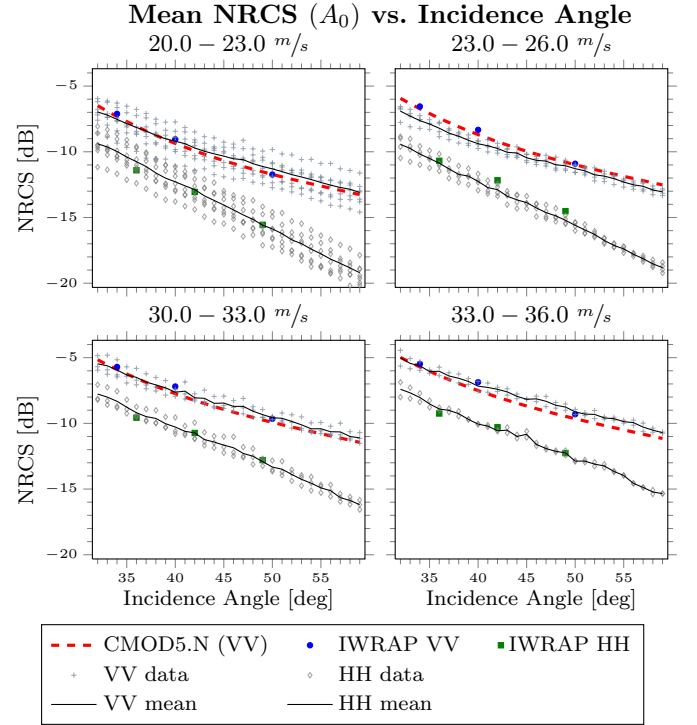 Mean NRCS (A0) vs. Incidence Angle
20.0 – 23.0 m/s
23.0 – 26.0 m/s
NRCS [dB]
−5
−10
−15
−20
30.0 – 33.0 m/s
33.0 – 36.0 m/s
NRCS [dB]
−5
−10
−15
−20
35 40 45 50 55
35 40 45 50 55
Incidence Angle [deg]
Incidence Angle [deg]
CMOD5.N (VV) IWRAP VV IWRAP HH
VV data HH data
VV mean HH mean